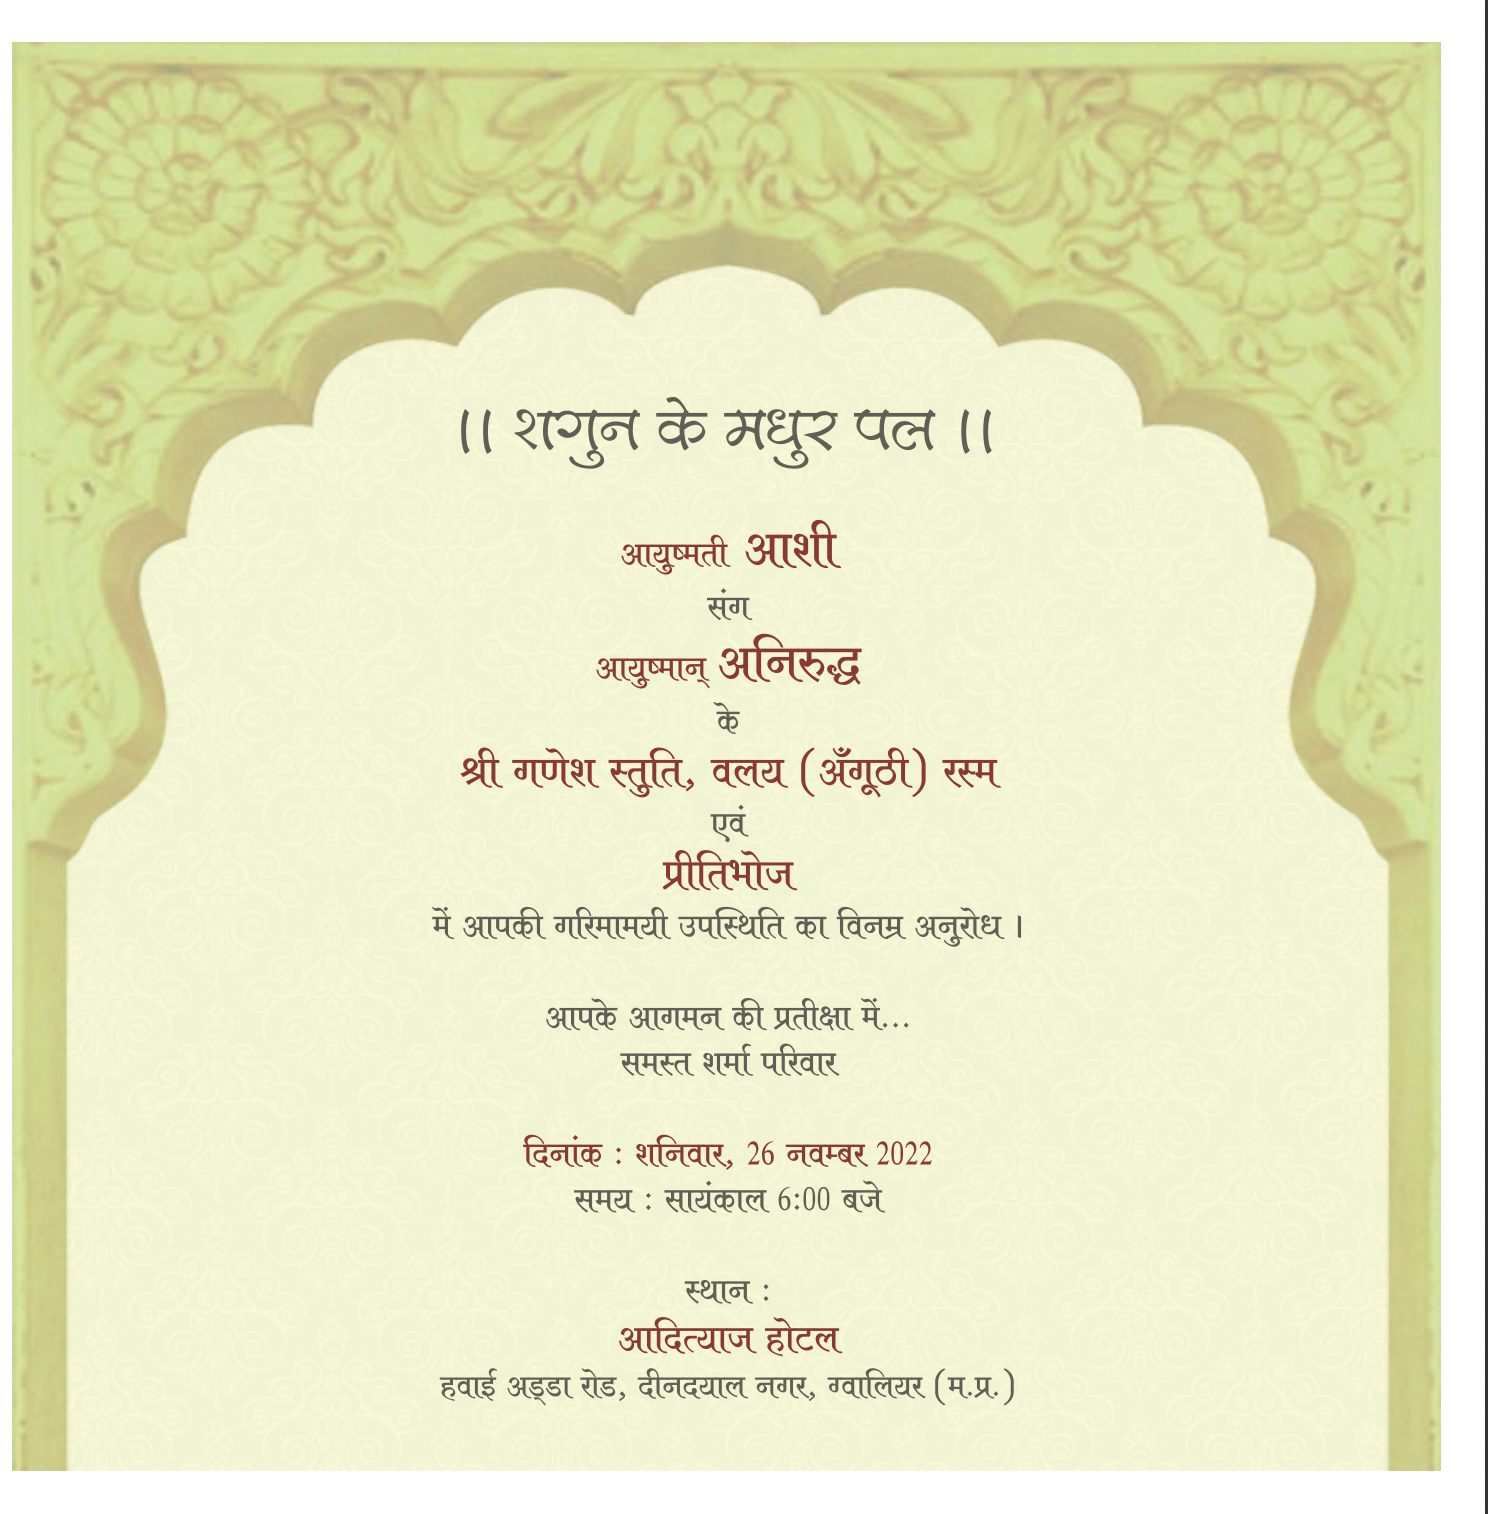 ।। शगुन के मधुर पल ।।
आयुष्मती आशी
संग
आयुष्मान् अनिरुद्ध
के
श्री गणेश स्तुति, वलय (अँगूठी) रस्म
एवं
प्रीतिभोज
में आपकी गरिमामयी उपस्थिति का विनम्र अनुरोध ।
आपके आगमन की प्रतीक्षा में...
समस्त शर्मा परिवार
दिनांक : शनिवार, 26 नवम्बर 2022
समय : सायंकाल 6:00 बजे
स्थान :
आदित्याज होटल
हवाई अड्डा रोड, दीनदयाल नगर, ग्वालियर (म.प्र.)